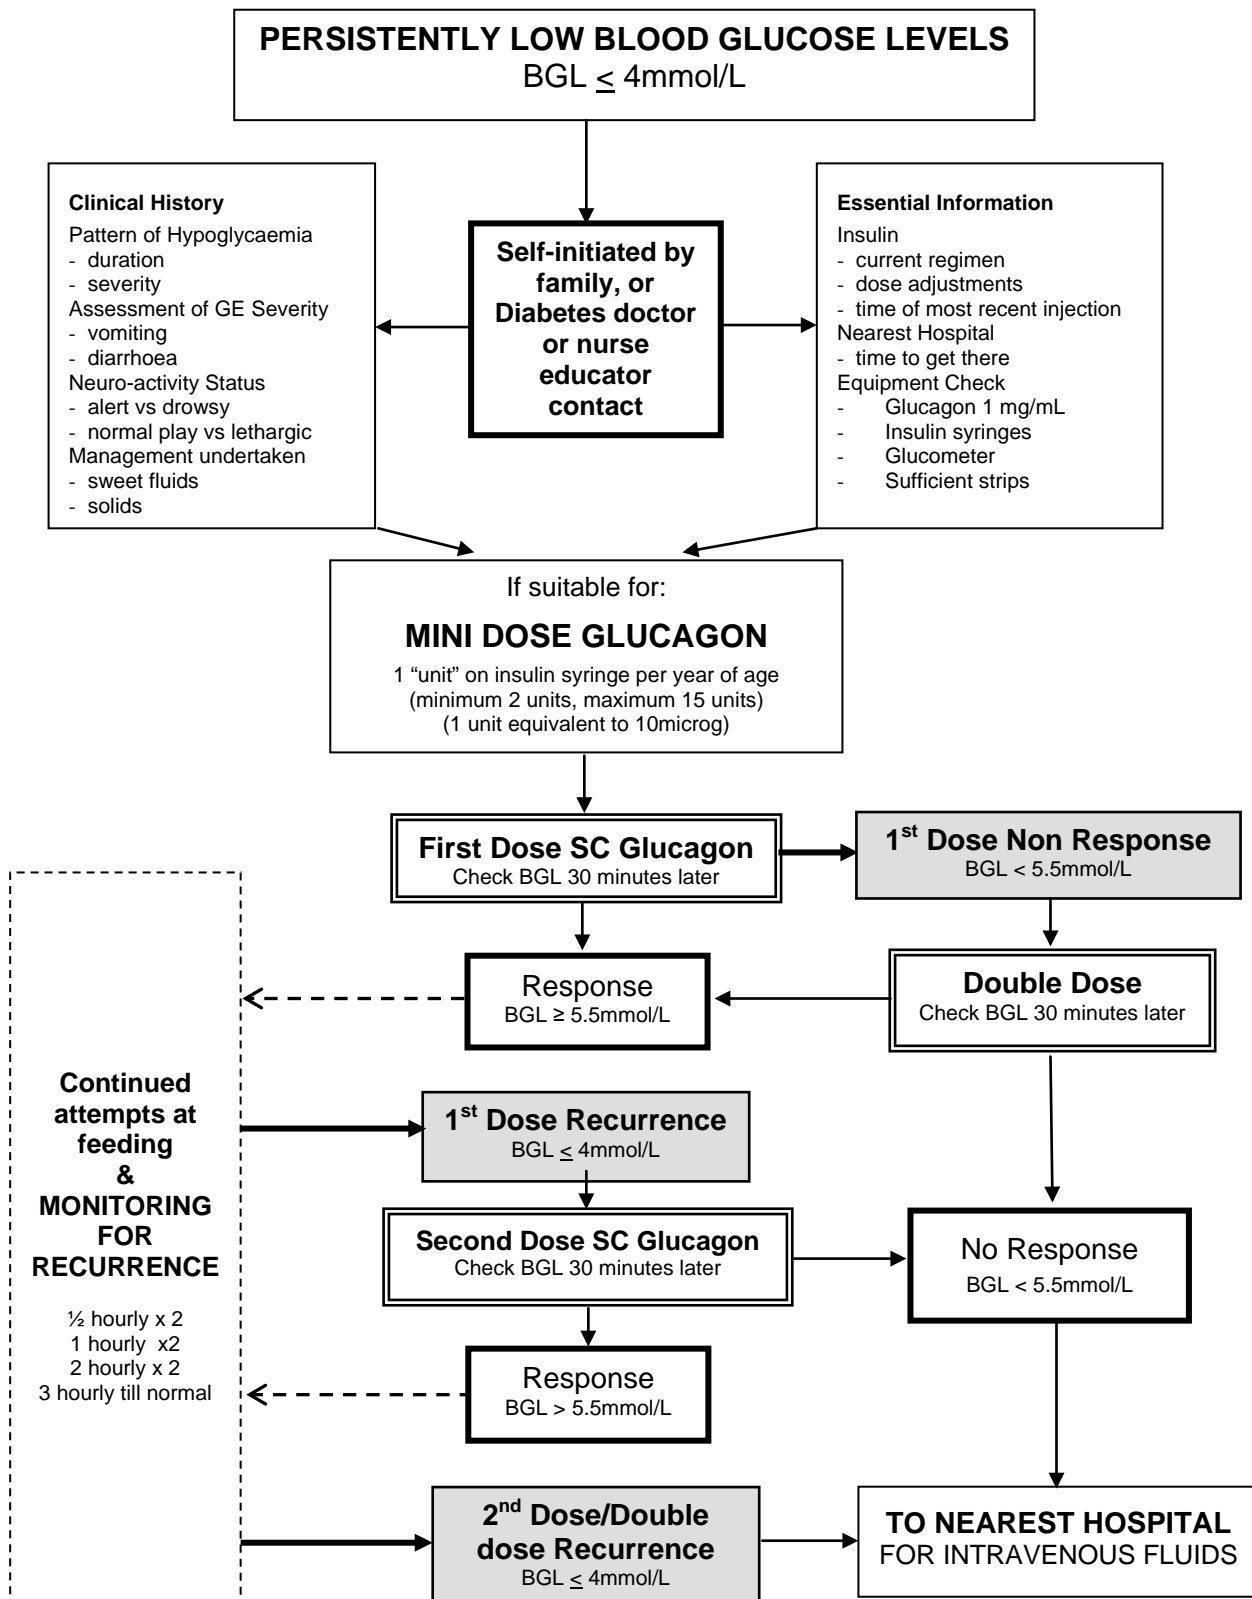 PERSISTENTLY LOW BLOOD GLUCOSE LEVELS
BGL ≤ 4mmol/L
Clinical History
Pattern of Hypoglycaemia
- duration
- severity
Assessment of GE Severity
- vomiting
- diarrhoea
Neuro-activity Status
- alert vs drowsy
- normal play vs lethargic
Management undertaken
- sweet fluids
- solids
Self-initiated by
family, or
Diabetes doctor
or nurse
educator
contact
Essential Information
Insulin
- current regimen
- dose adjustments
- time of most recent injection
Nearest Hospital
- time to get there
Equipment Check
- Glucagon 1 mg/mL
- Insulin syringes
- Glucometer
- Sufficient strips
If suitable for:
MINI DOSE GLUCAGON
1 “unit” on insulin syringe per year of age
(minimum 2 units, maximum 15 units)
(1 unit equivalent to 10microg)
First Dose SC Glucagon
Check BGL 30 minutes later
1st Dose Non Response
BGL < 5.5mmol/L
Response
BGL ≥ 5.5mmol/L
Double Dose
Check BGL 30 minutes later
Continued
attempts at
feeding
&
MONITORING
FOR
RECURRENCE
½ hourly x 2
1 hourly x2
2 hourly x 2
3 hourly till normal
1st Dose Recurrence
BGL ≤ 4mmol/L
Second Dose SC Glucagon
Check BGL 30 minutes later
No Response
BGL < 5.5mmol/L
Response
BGL > 5.5mmol/L
2nd Dose/Double
dose Recurrence
BGL ≤ 4mmol/L
TO NEAREST HOSPITAL
FOR INTRAVENOUS FLUIDS